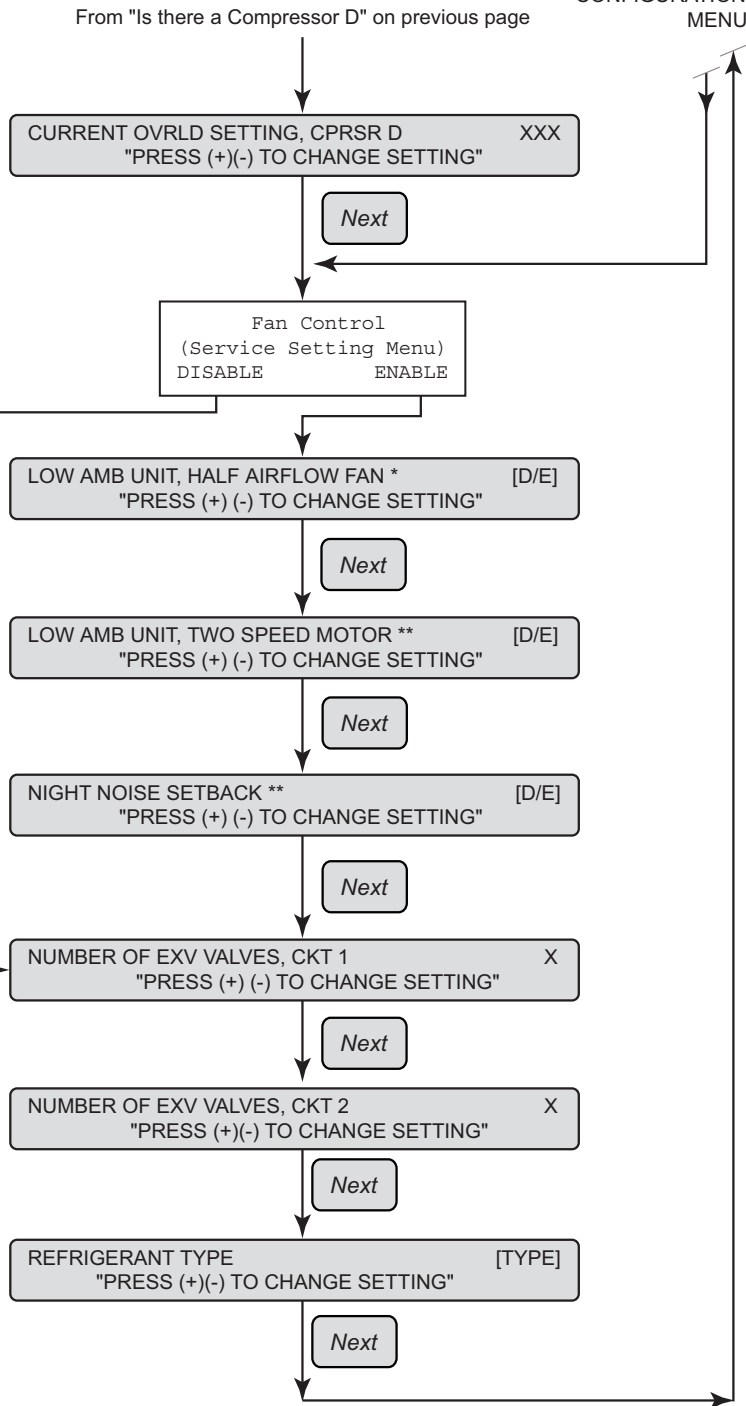 From "Is there a Compressor D" on previous page
MENU
CURRENT OVRLD SETTING, CPRSR D XXX
"PRESS (+)(-) TO CHANGE SETTING"
Next
Fan Control
(Service Setting Menu)
DISABLE ENABLE
LOW AMB UNIT, HALF AIRFLOW FAN * [D/E]
"PRESS (+) (-) TO CHANGE SETTING"
Next
LOW AMB UNIT, TWO SPEED MOTOR ** [D/E]
"PRESS (+) (-) TO CHANGE SETTING"
Next
NIGHT NOISE SETBACK ** [D/E]
"PRESS (+) (-) TO CHANGE SETTING"
Next
NUMBER OF EXV VALVES, CKT 1 X
"PRESS (+) (-) TO CHANGE SETTING"
Next
NUMBER OF EXV VALVES, CKT 2 X
"PRESS (+)(-) TO CHANGE SETTING"
Next
REFRIGERANT TYPE [TYPE]
"PRESS (+)(-) TO CHANGE SETTING"
Next